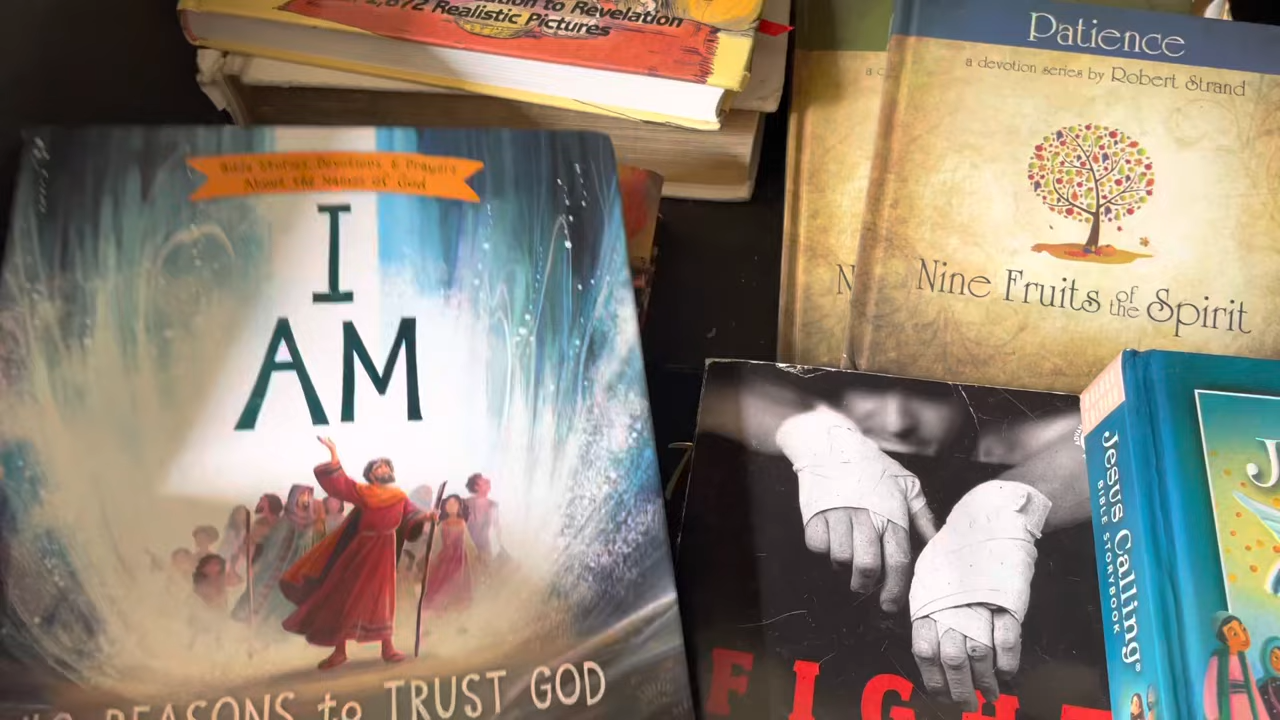 to Revelation
2,872 Realistic Pictures
Bible Stories, Devotions, & Prayers
About the Names of God
I
AM
REASONS to TRUST GOD
Patience
a devotion series by Robert Strand
Nine Fruits of the Spirit
N
FIGHT
Jesus Calling®
BIBLE STORYBOOK
J